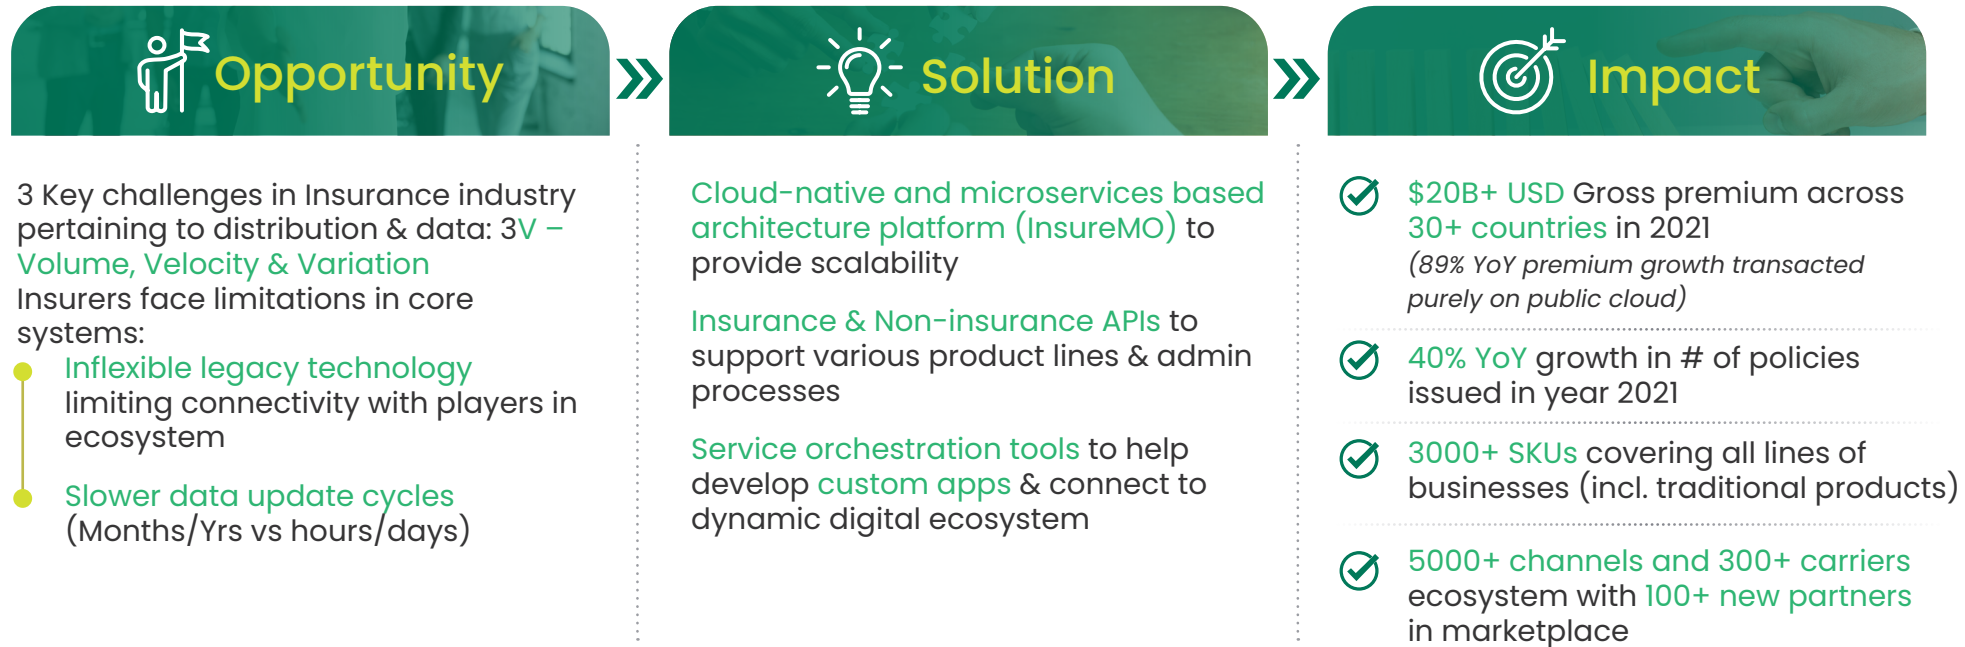 Opportunity
3 Key challenges in Insurance industry
pertaining to distribution & data: 3V –
Volume, Velocity & Variation
Insurers face limitations in core
systems:
Inflexible legacy technology
limiting connectivity with players in
ecosystem
Slower data update cycles
(Months/Yrs vs hours/days)
Solution
Cloud-native and microservices based
architecture platform (InsureMO) to
provide scalability
Insurance & Non-insurance APIs to
support various product lines & admin
processes
Service orchestration tools to help
develop custom apps & connect to
dynamic digital ecosystem
Impact
$20B+ USD Gross premium across
30+ countries in 2021
(89% YoY premium growth transacted
purely on public cloud)
40% YoY growth in # of policies
issued in year 2021
3000+ SKUs covering all lines of
businesses (incl. traditional products)
5000+ channels and 300+ carriers
ecosystem with 100+ new partners
in marketplace